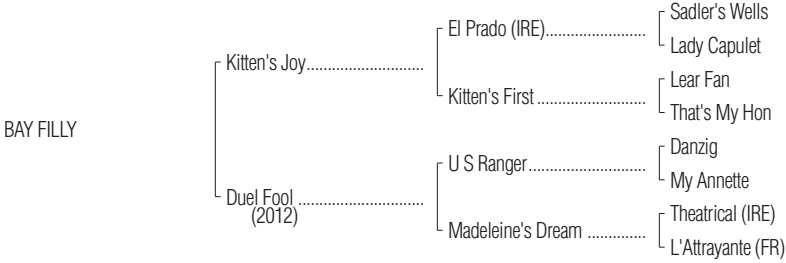 Sadler's Wells
El Prado (IRE)........................
Lady Capulet
Kitten's Joy............................
Lear Fan
Kitten's First..........................
That's My Hon
BAY FILLY
Danzig
U S Ranger............................
My Annette
Duel Fool..............................
(2012)
Theatrical (IRE)
Madeleine's Dream..............
L'Attrayante (FR)